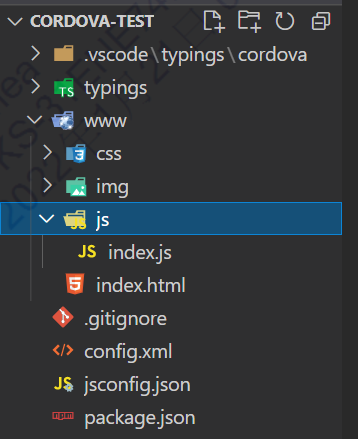 CORDOVA-TEST
.vscode\typings\cordova
typings
www
css
img
js
index.js
index.html
.gitignore
config.xml
jsconfig.json
package.json